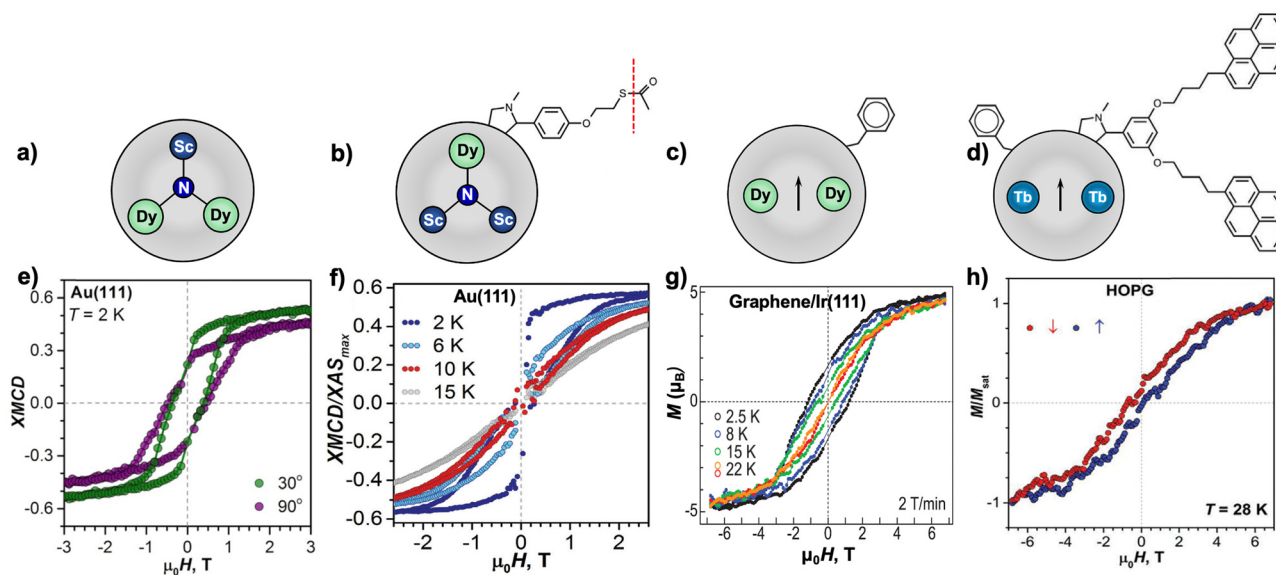 a)
Sc
N
Dy
Dy
b)
N
S
O
O
Dy
N
Sc
Sc
c)
Dy
Dy
d)
N
O
O
Tb
Tb
e)
Au(111)
T = 2 K
XMCD
0.6
0.3
0.0
-0.3
-0.6
30°
90°
-3 -2 -1 0 1 2 3
μ₀H, T
f)
Au(111)
XMCD/XASmax
0.6
0.4
0.2
0.0
-0.2
-0.4
-0.6
2 K
6 K
10 K
15 K
-2 -1 0 1 2
μ₀H, T
g)
Graphene/Ir(111)
M (μB)
5
0
-5
2.5 K
8 K
15 K
22 K
2 T/min
-6 -4 -2 0 2 4 6
μ₀H, T
h)
HOPG
M/Msat
1
0
-1
↓ ↑
T = 28 K
-6 -4 -2 0 2 4 6
μ₀H, T